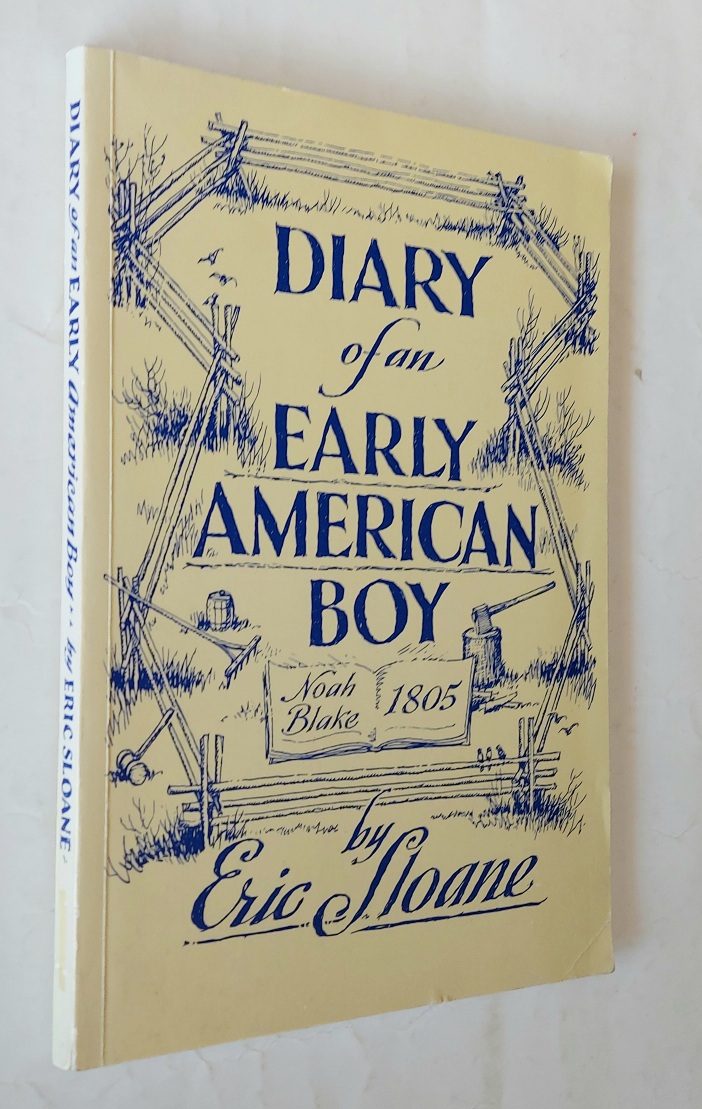 DIARY of an EARLY American Boy.. by ERIC SLOANE
DIARY
of an
EARLY
AMERICAN
BOY
Noah
Blake
1805
by
Eric Sloane